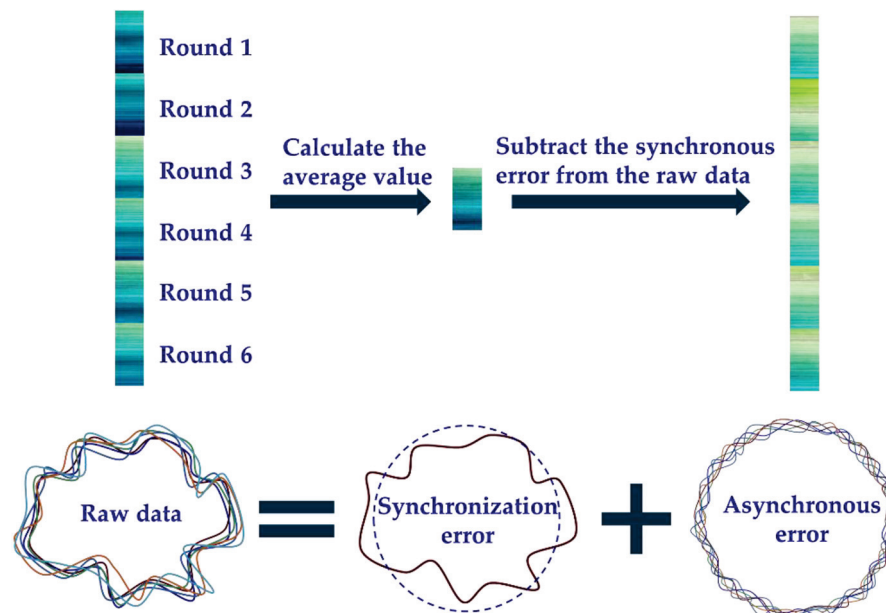 Round 1
Round 2
Round 3
Round 4
Round 5
Round 6
Calculate the
average value
Subtract the synchronous
error from the raw data
Raw data
Synchronization
error
Asynchronous
error